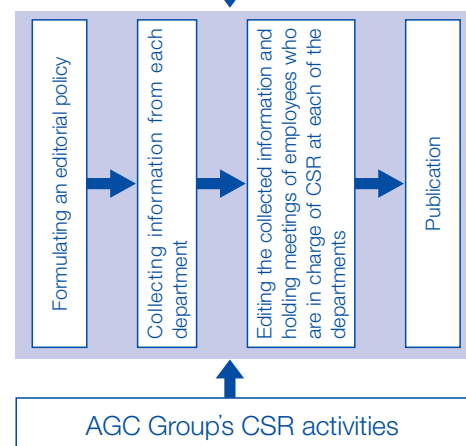 Formulating an editorial policy
Collecting information from each
department
Editing the collected information and
holding meetings of employees who
are in charge of CSR at each of the
departments
Publication
AGC Group's CSR activities